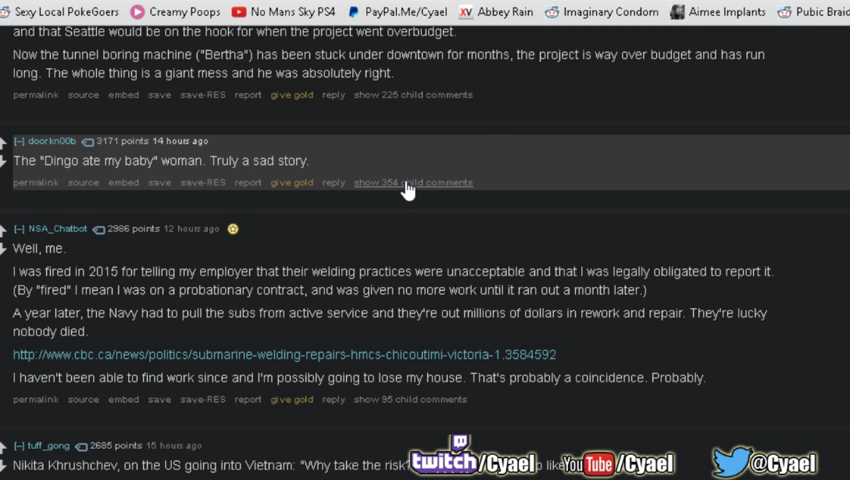 Sexy Local PokeGoers Creamy Poops No Mans Sky PS4 PayPal.Me/Cyael Abbey Rain Imaginary Condom Aimee Implants Pubic Braid
and that Seattle would be on the hook for when the project went overbudget.
Now the tunnel boring machine ("Bertha") has been stuck under downtown for months, the project is way over budget and has run
long. The whole thing is a giant mess and he was absolutely right.
permalink source embed save save-RES report give gold reply show 225 child comments
[–] doorkn00b 3171 points 14 hours ago
The "Dingo ate my baby" woman. Truly a sad story.
permalink source embed save save-RES report give gold reply show 354 child comments
[–] NSA_Chatbot 2986 points 12 hours ago
Well, me.
I was fired in 2015 for telling my employer that their welding practices were unacceptable and that I was legally obligated to report it.
(By "fired" I mean I was on a probationary contract, and was given no more work until it ran out a month later.)
A year later, the Navy had to pull the subs from active service and they're out millions of dollars in rework and repair. They're lucky
nobody died.
http://www.cbc.ca/news/politics/submarine-welding-repairs-hmcs-chicoutimi-victoria-1.3584592
I haven't been able to find work since and I'm possibly going to lose my house. That's probably a coincidence. Probably.
permalink source embed save save-RES report give gold reply show 95 child comments
[–] tuff_gong 2685 points 15 hours ago
Nikita Khrushchev, on the US going into Vietnam: "Why take the risk?
twitch/Cyael YouTube/Cyael @Cyael